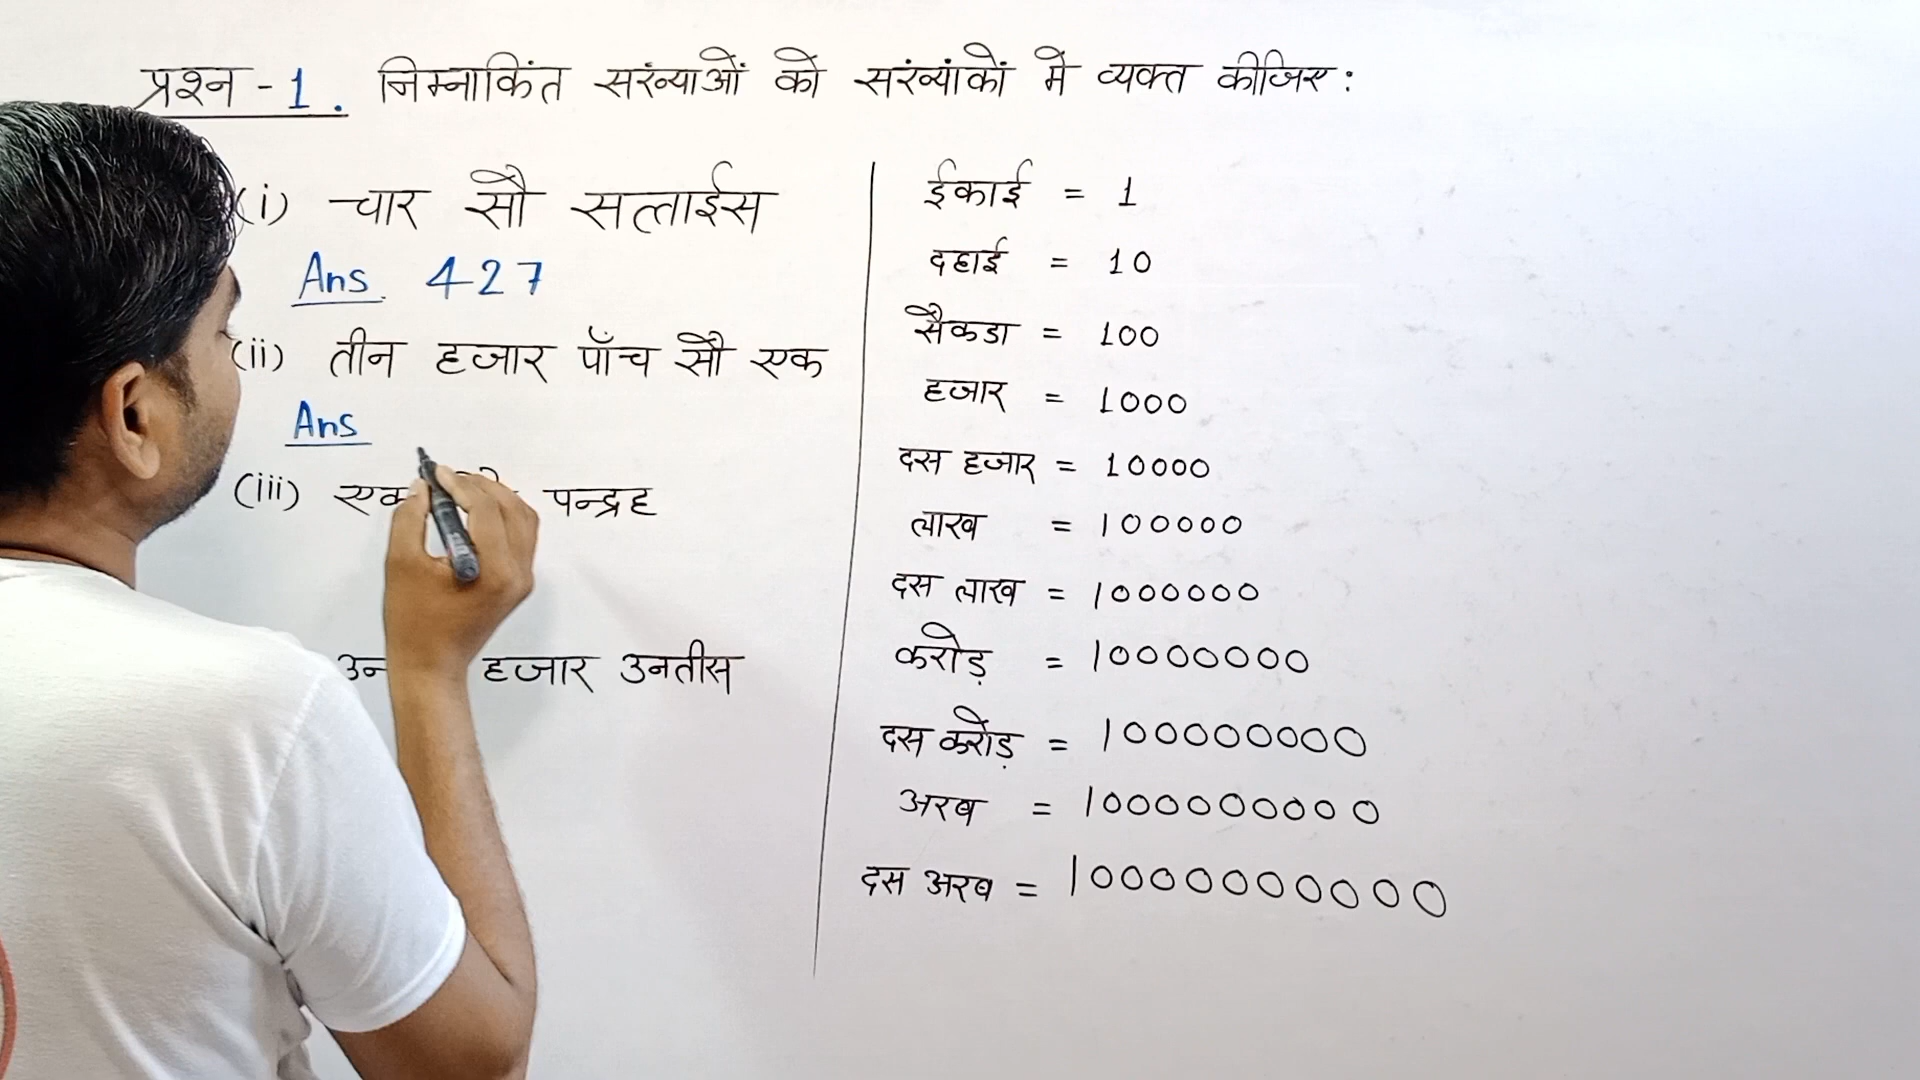 प्रश्न - 1. निम्नांकित संख्याओं को संख्यांकों में व्यक्त कीजिए :
(i) चार सौ सत्ताईस
Ans. 427
(ii) तीन हजार पाँच सौ एक
Ans
(iii) एक पन्द्रह
हजार उनतीस
ईकाई = 1
दहाई = 10
सैकडा = 100
हजार = 1000
दस हजार = 10000
लाख = 100000
दस लाख = 1000000
करोड़ = 10000000
दस करोड़ = 100000000
अरब = 1000000000
दस अरब = 10000000000